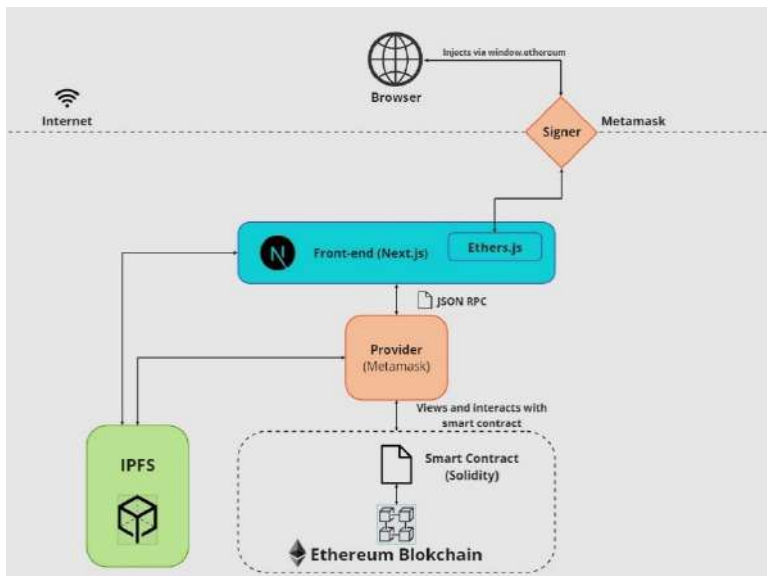 Injects via window.ethereum
Browser
Internet
Signer
Metamask
Front-end (Next.js)
Ethers.js
JSON RPC
Provider
(Metamask)
Views and interacts with
smart contract
IPFS
Smart Contract
(Solidity)
Ethereum Blokchain